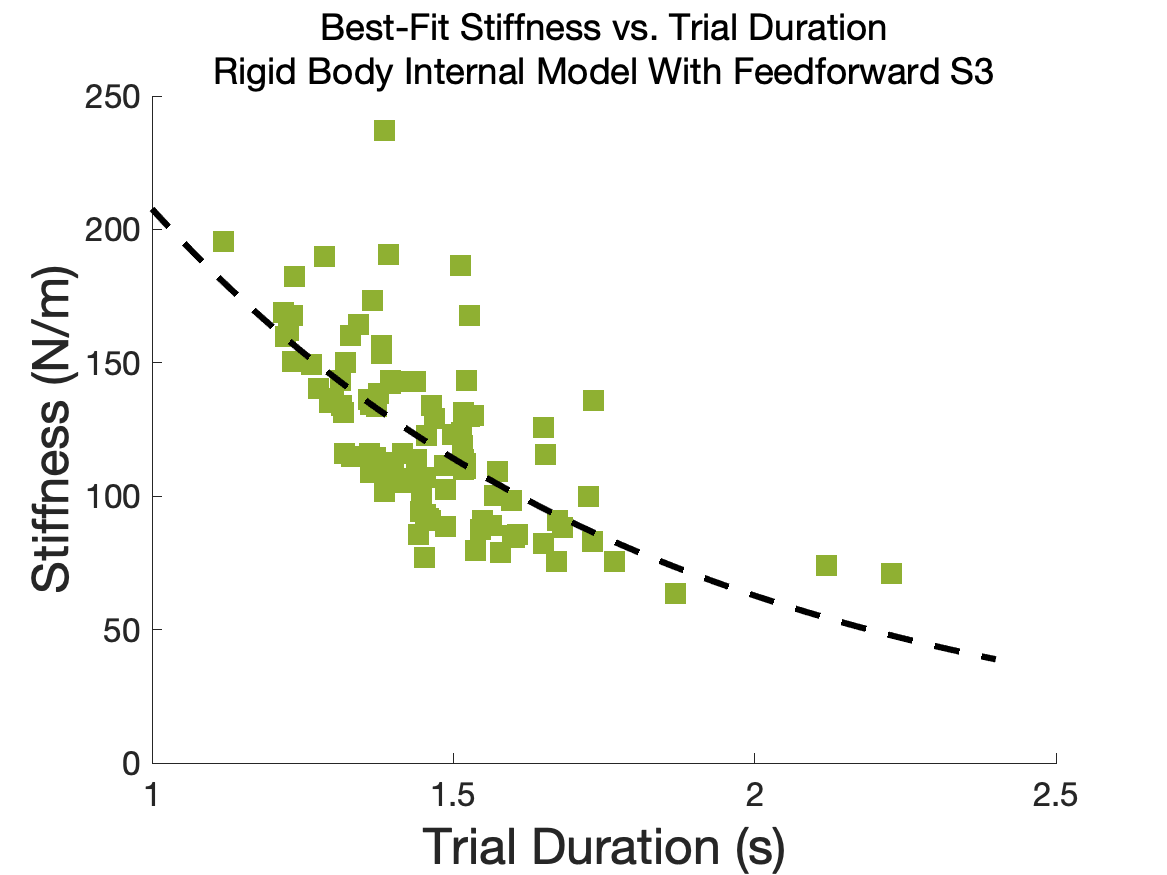 Best-Fit Stiffness vs. Trial Duration
Rigid Body Internal Model With Feedforward S3
250
200
150
100
50
0
Stiffness (N/m)
1
1.5
2
2.5
Trial Duration (s)